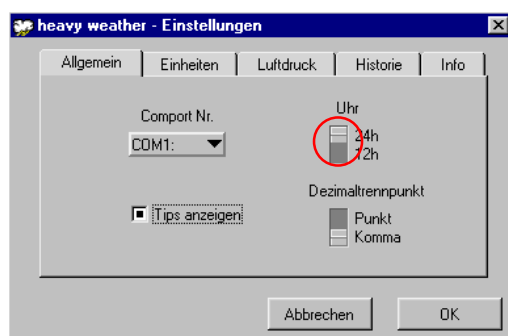 heavy weather - Einstellungen
Allgemein Einheiten Luftdruck Historie Info
Comport Nr.
COM1:
Uhr
24h
12h
Tips anzeigen
Dezimaltrennpunkt
Punkt
Komma
Abbrechen OK